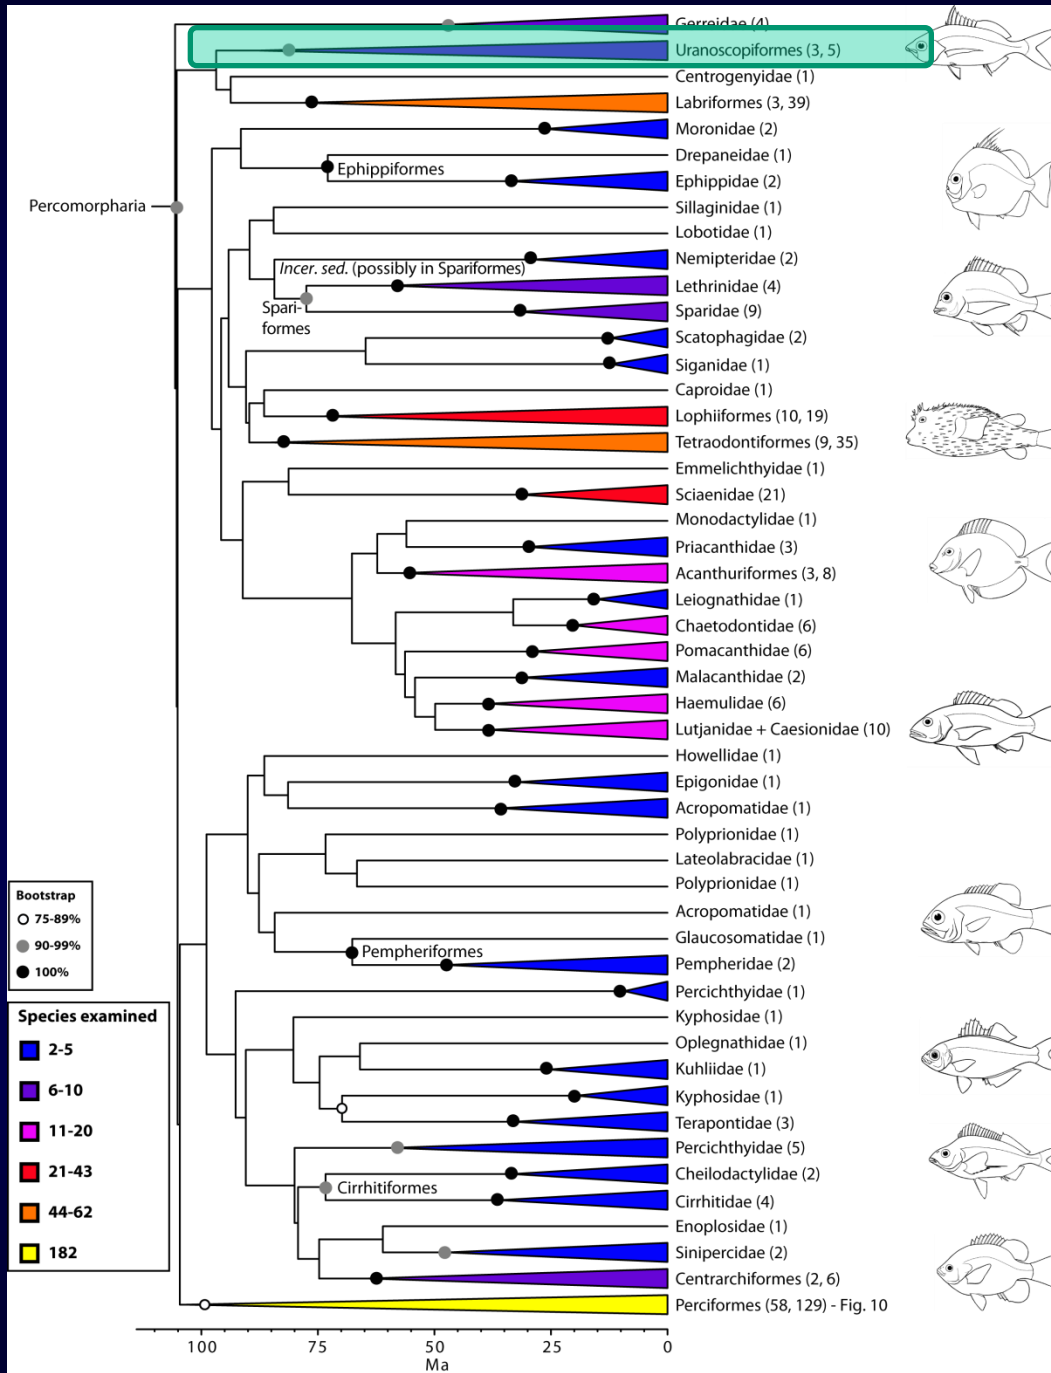 Gerreidae (4)
Uranoscopiformes (3, 5)
Centrogenyidae (1)
Labriformes (3, 39)
Moronidae (2)
Drepaneidae (1)
Ephippiformes
Ephippidae (2)
Percomorpharia
Sillaginidae (1)
Lobotidae (1)
Nemipteridae (2)
Incer. sed. (possibly in Spariformes)
Lethrinidae (4)
Spari-
formes
Sparidae (9)
Scatophagidae (2)
Siganidae (1)
Caproidae (1)
Lophiiformes (10, 19)
Tetraodontiformes (9, 35)
Emmelichthyidae (1)
Sciaenidae (21)
Monodactylidae (1)
Priacanthidae (3)
Acanthuriformes (3, 8)
Leiognathidae (1)
Chaetodontidae (6)
Pomacanthidae (6)
Malacanthidae (2)
Haemulidae (6)
Lutjanidae + Caesionidae (10)
Howellidae (1)
Epigonidae (1)
Acropomatidae (1)
Polyprionidae (1)
Lateolabracidae (1)
Polyprionidae (1)
Acropomatidae (1)
Glaucosomatidae (1)
Pempheriformes
Pempheridae (2)
Percichthyidae (1)
Kyphosidae (1)
Oplegnathidae (1)
Kuhliidae (1)
Kyphosidae (1)
Terapontidae (3)
Percichthyidae (5)
Cheilodactylidae (2)
Cirrhitiformes
Cirrhitidae (4)
Enoplosidae (1)
Sinipercidae (2)
Centrarchiformes (2, 6)
Perciformes (58, 129) - Fig. 10
Bootstrap
75-89%
90-99%
100%
Species examined
2-5
6-10
11-20
21-43
44-62
182
100 75 50 25 0
Ma